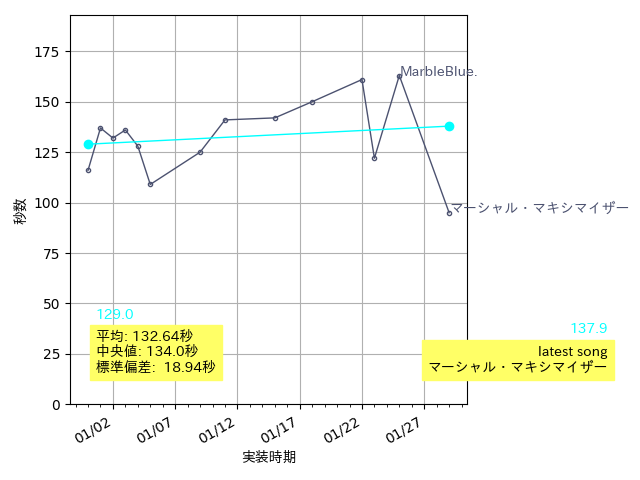 175
150
125
100
75
50
25
0
秒数
MarbleBlue.
マーシャル・マキシマイザー
129.0
平均: 132.64秒
中央値: 134.0秒
標準偏差: 18.94秒
137.9
latest song
マーシャル・マキシマイザー
01/02
01/07
01/12
01/17
01/22
01/27
実装時期